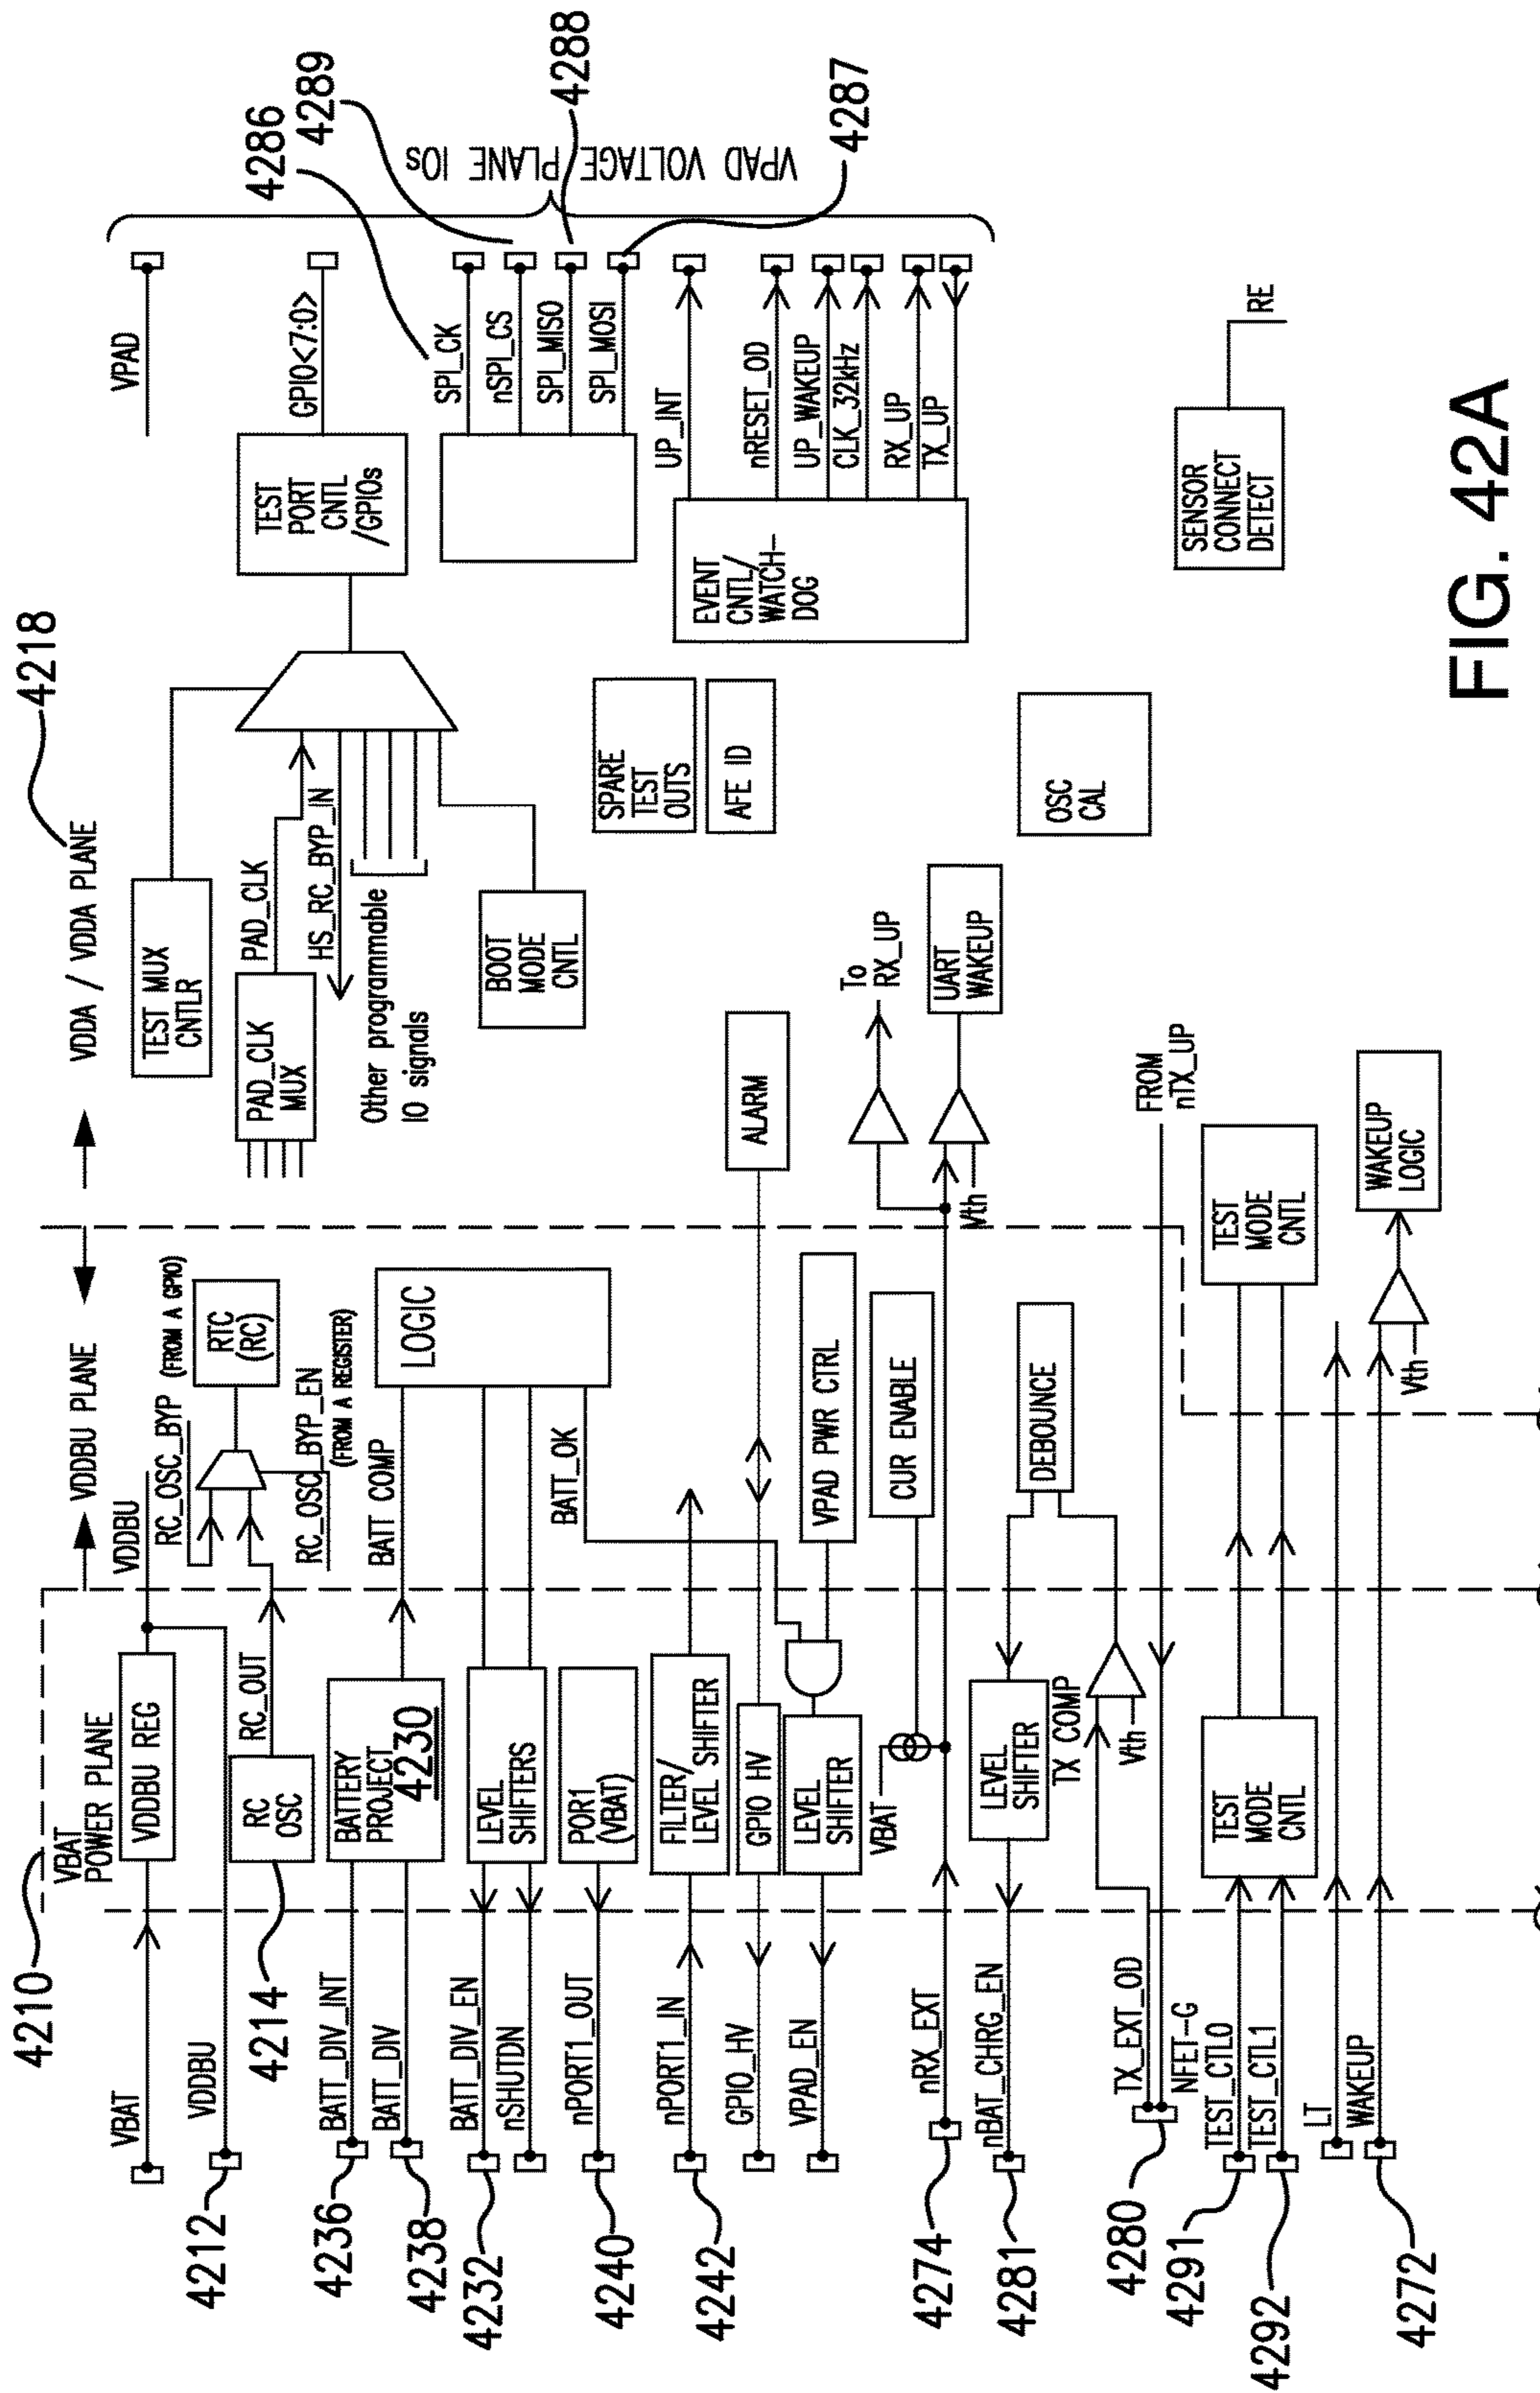 4210
VBAT
POWER PLANE
VDDBU PLANE
VDDA / VDDA PLANE
4218
VBAT
VDDBU REG
VDDBU
VDDBU
4212
RC_OSC_BYP (FROM A GPIO)
RTC
(RC)
RC_OSC_BYP_EN
(FROM A REGISTER)
RC
OSC
RC_OUT
4214
BATT_DIV_INT
4236
BATT_DIV
4238
BATTERY
PROJECT
4230
BATT COMP
LOGIC
BATT_DIV_EN
4232
nSHUTDN
LEVEL
SHIFTERS
nPORT1_OUT
4240
POR1
(VBAT)
BATT_OK
nPORT1_IN
4242
FILTER/
LEVEL SHIFTER
GPIO_HV
GPIO HV
ALARM
VPAD_EN
LEVEL
SHIFTER
VPAD PWR CTRL
VBAT
CUR ENABLE
nRX_EXT
4274
To
RX_UP
Vth
UART
WAKEUP
nBAT_CHRG_EN
4281
LEVEL
SHIFTER
DEBOUNCE
TX COMP
Vth
TX_EXT_OD
4280
NFET-G
FROM
nTX_UP
TEST_CTL0
4291
TEST_CTL1
4292
TEST
MODE
CNTL
TEST
MODE
CNTL
LT
WAKEUP
4272
Vth
WAKEUP
LOGIC
TEST MUX
CNTLR
PAD_CLK
MUX
PAD_CLK
HS_RC_BYP_IN
Other programmable
IO signals
BOOT
MODE
CNTL
TEST
PORT
CNTL
/GPIOs
VPAD
GPIO<7:0>
SPI_CK
nSPI_CS
SPI_MISO
SPI_MOSI
4286
4289
4288
4287
VPAD VOLTAGE PLANE IOs
SPARE
TEST
OUTS
AFE ID
EVENT
CNTL/
WATCH-
DOG
UP_INT
nRESET_OD
UP_WAKEUP
CLK_32kHz
RX_UP
TX_UP
OSC
CAL
SENSOR
CONNECT
DETECT
RE
FIG. 42A